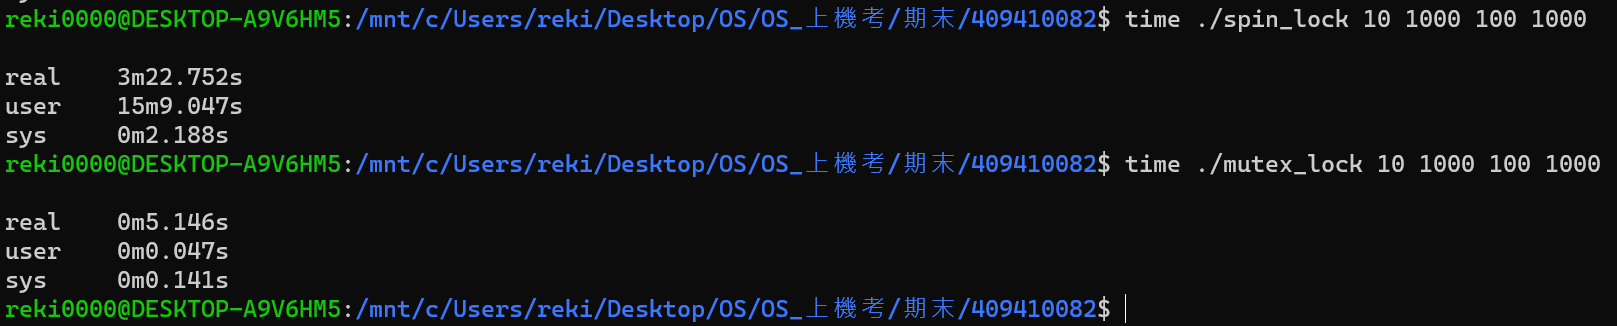 reki0000@DESKTOP-A9V6HM5:/mnt/c/Users/reki/Desktop/OS/OS_上機考/期末/409410082$ time ./spin_lock 10 1000 100 1000
real 3m22.752s
user 15m9.047s
sys 0m2.188s
reki0000@DESKTOP-A9V6HM5:/mnt/c/Users/reki/Desktop/OS/OS_上機考/期末/409410082$ time ./mutex_lock 10 1000 100 1000
real 0m5.146s
user 0m0.047s
sys 0m0.141s
reki0000@DESKTOP-A9V6HM5:/mnt/c/Users/reki/Desktop/OS/OS_上機考/期末/409410082$